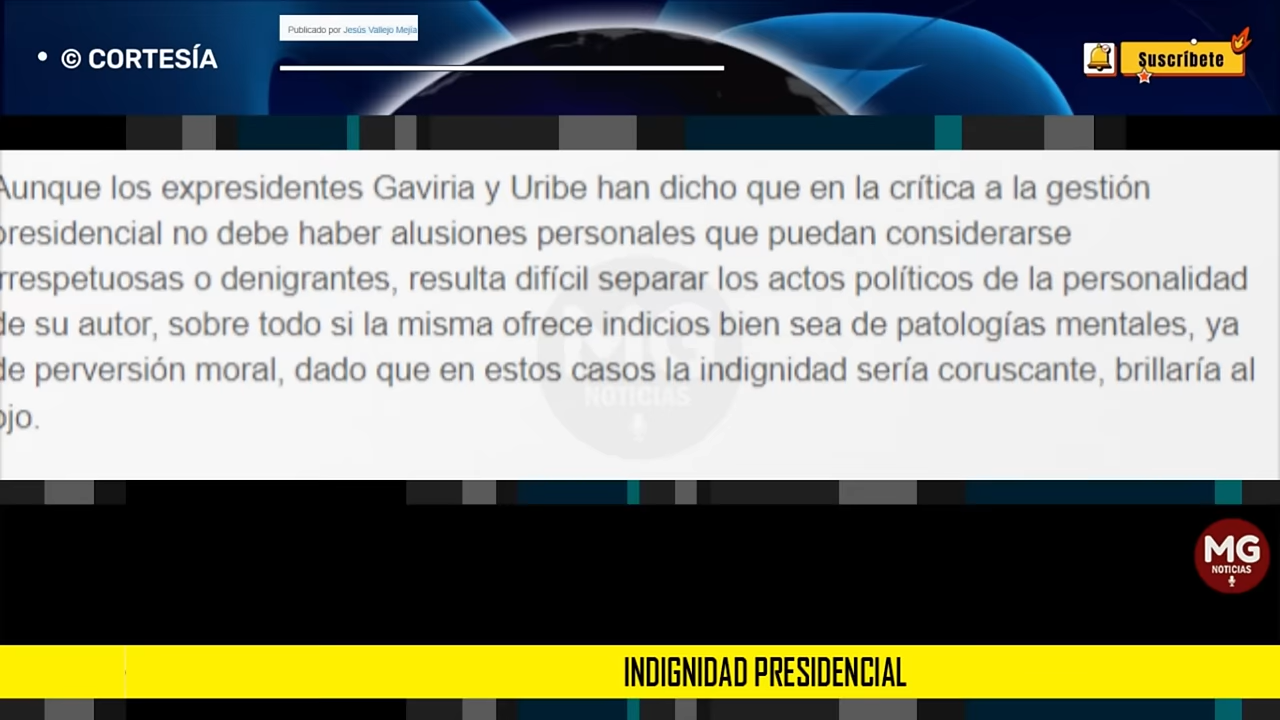 Publicado por Jesús Vallejo Mejía
• © CORTESÍA
Suscríbete
Aunque los expresidentes Gaviria y Uribe han dicho que en la crítica a la gestión
presidencial no debe haber alusiones personales que puedan considerarse
irrespetuosas o denigrantes, resulta difícil separar los actos políticos de la personalidad
de su autor, sobre todo si la misma ofrece indicios bien sea de patologías mentales, ya
de perversión moral, dado que en estos casos la indignidad sería coruscante, brillaría al
ojo.
MG
NOTICIAS
MG
NOTICIAS
INDIGNIDAD PRESIDENCIAL